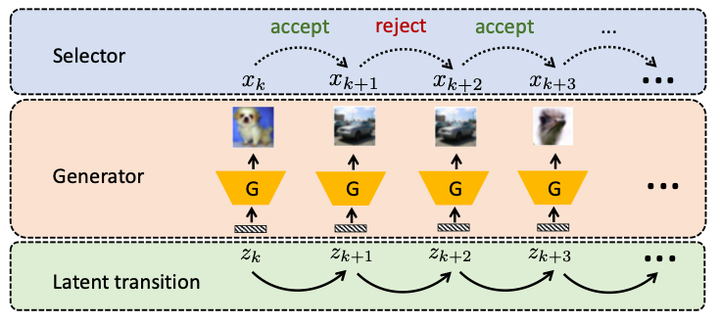 accept reject accept ...
Selector
x_k x_{k+1} x_{k+2} x_{k+3} ...
Generator
G G G G ...
z_k z_{k+1} z_{k+2} z_{k+3} ...
Latent transition